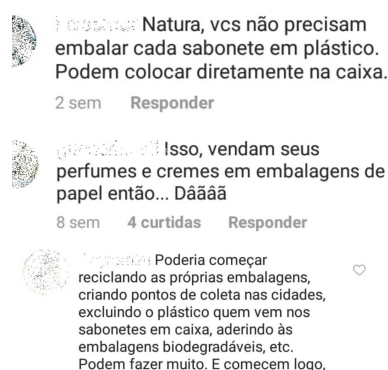 Natura, vcs não precisam
embalar cada sabonete em plástico.
Podem colocar diretamente na caixa.
2 sem Responder
Isso, vendam seus
perfumes e cremes em embalagens de
papel então... Dâãââ
8 sem 4 curtidas Responder
Poderia começar
reciclando as próprias embalagens,
criando pontos de coleta nas cidades,
excluindo o plástico quem vem nos
sabonetes em caixa, aderindo às
embalagens biodegradáveis, etc.
Podem fazer muito. E comecem logo,